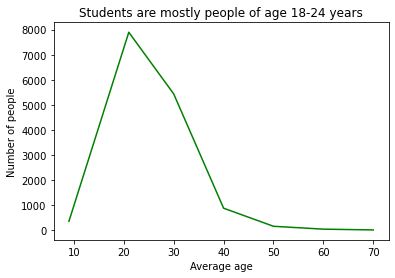 Students are mostly people of age 18-24 years
8000
7000
6000
5000
4000
3000
2000
1000
0
Number of people
10 20 30 40 50 60 70
Average age